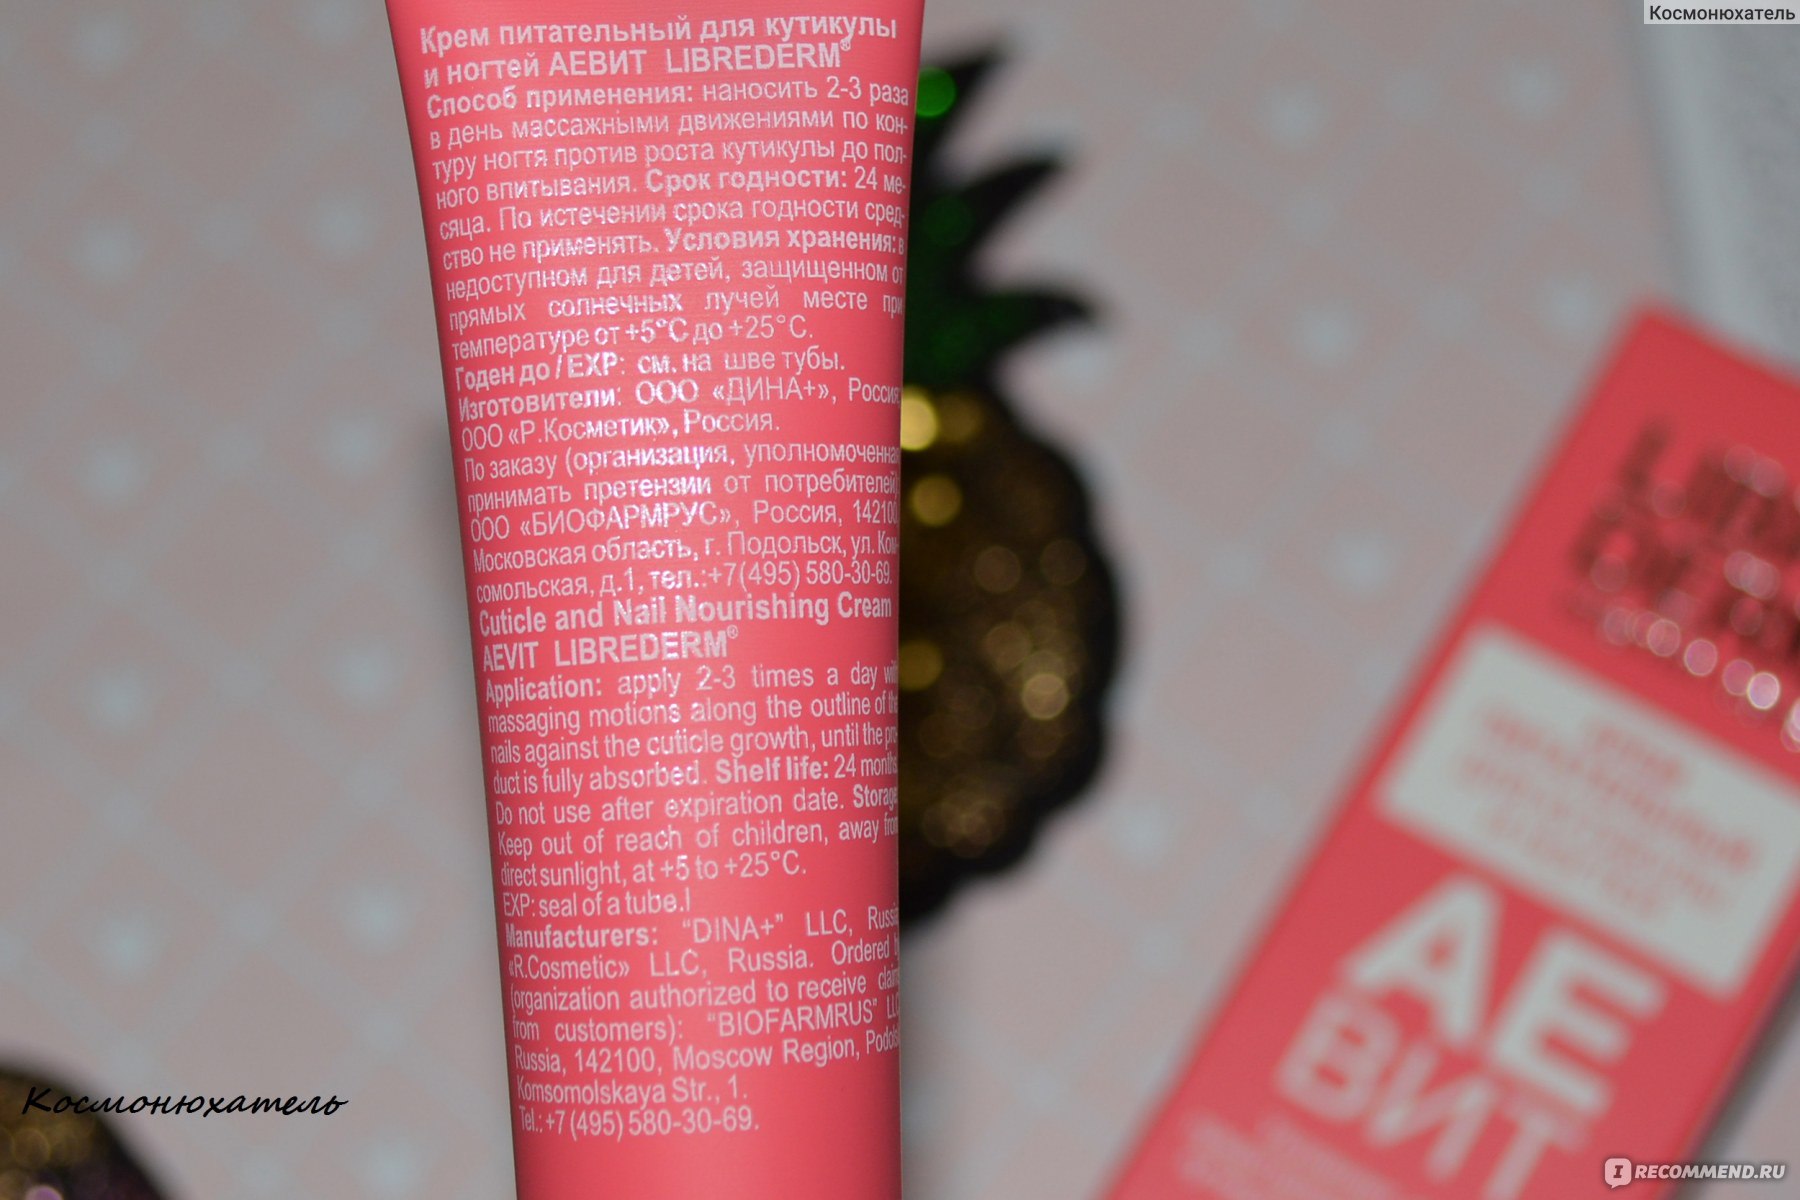 Космонюхатель
Крем питательный для кутикулы
и ногтей АЕВИТ LIBREDERM®
Способ применения: наносить 2-3 раза
в день массажными движениями по кон-
туру ногтя против роста кутикулы до пол-
ного впитывания. Срок годности: 24 ме-
сяца. По истечении срока годности сред-
ство не применять. Условия хранения: в
недоступном для детей, защищенном от
прямых солнечных лучей месте при
температуре от +5°C до +25°C.
Годен до / EXP: см. на шве тубы.
Изготовители: ООО «ДИНА+», Россия,
ООО «Р.Косметик», Россия.
По заказу (организация, уполномоченная
принимать претензии от потребителей)
ООО «БИОФАРМРУС», Россия, 142100
Московская область, г. Подольск, ул. Ком-
сомольская, д.1, тел.:+7(495) 580-30-69.
Cuticle and Nail Nourishing Cream
AEVIT LIBREDERM®
Application: apply 2-3 times a day with
massaging motions along the outline of the
nails against the cuticle growth, until the pro-
duct is fully absorbed. Shelf life: 24 months
Do not use after expiration date. Storage
Keep out of reach of children, away from
direct sunlight, at +5 to +25°C.
EXP: seal of a tube.l
Manufacturers: "DINA+" LLC, Russia
«R.Cosmetic» LLC, Russia. Ordered by
(organization authorized to receive claim
from customers): "BIOFARMRUS" LLC
Russia, 142100, Moscow Region, Podols
Komsomolskaya Str., 1.
Tel.: +7 (495) 580-30-69.
АЕ
ВИТ
Космонюхатель
IRECOMMEND.RU